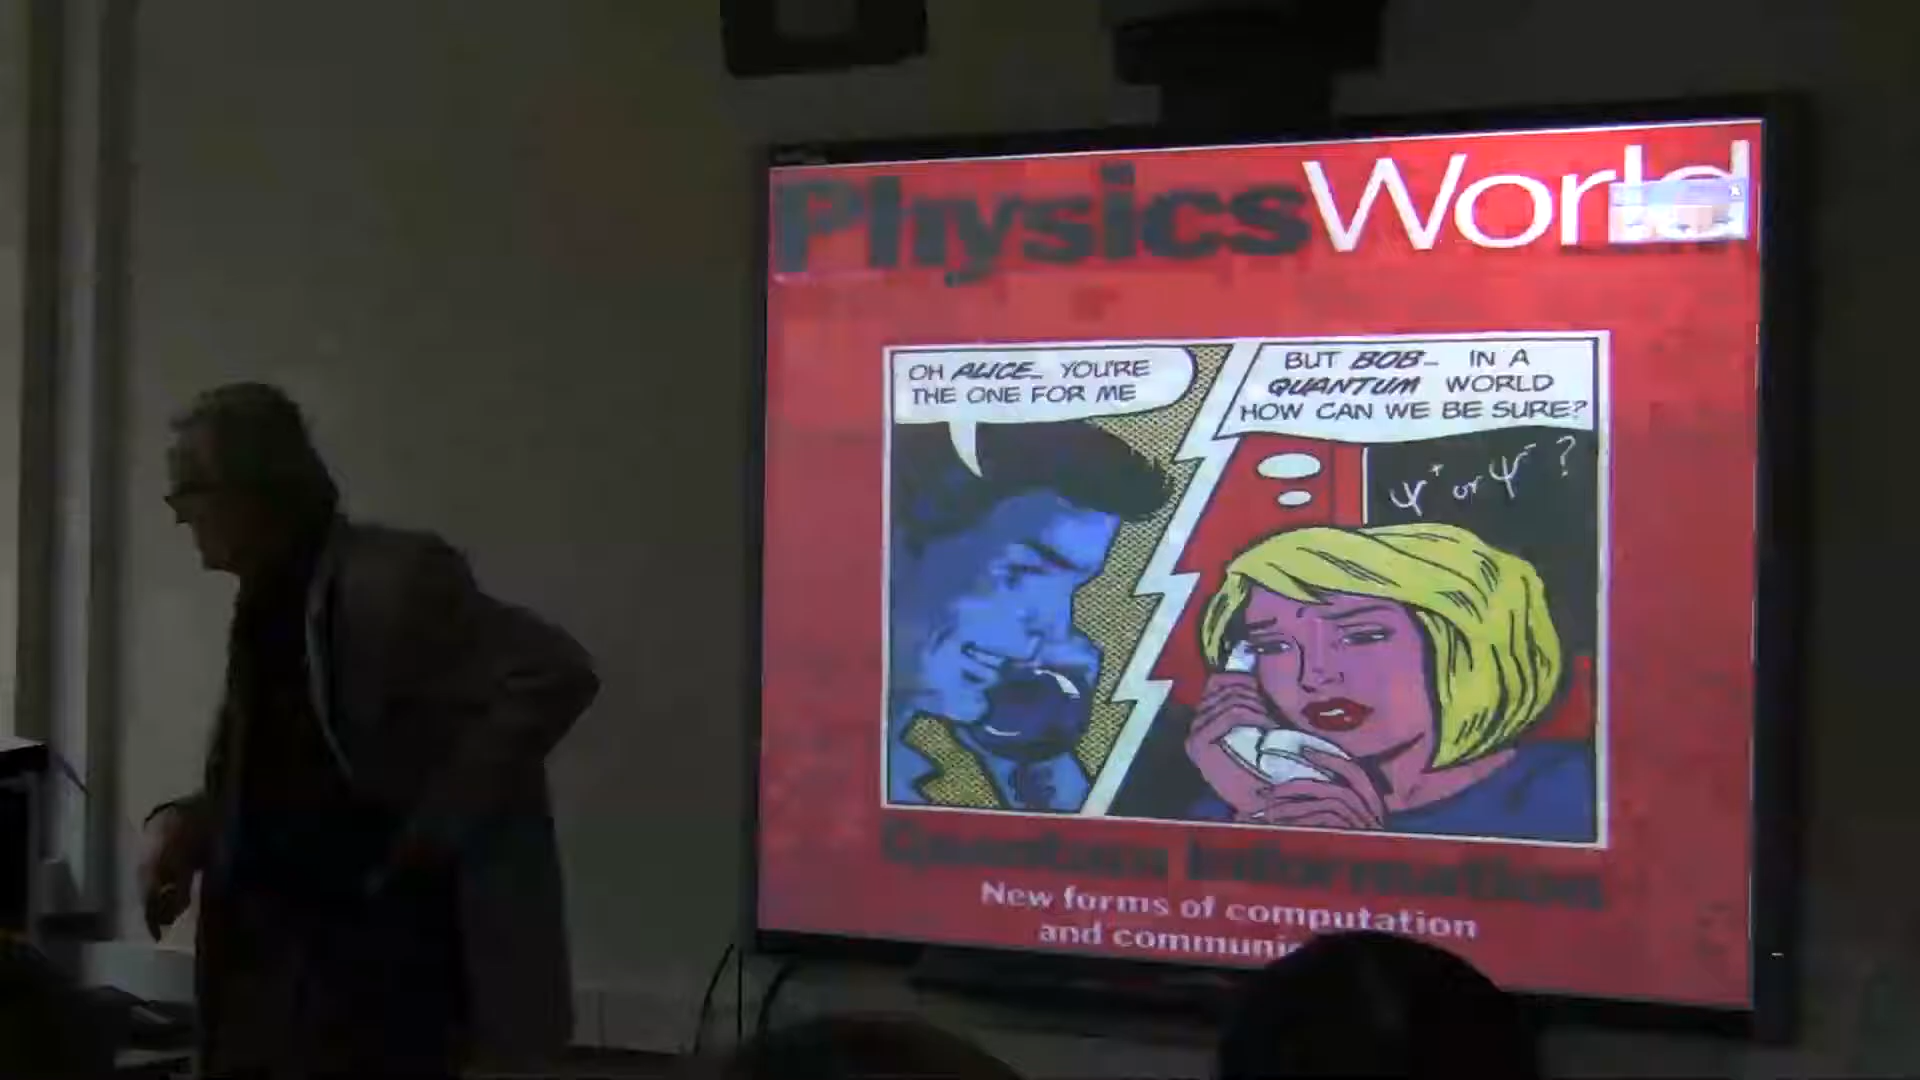 PhysicsWorld
OH ALICE... YOU'RE
THE ONE FOR ME
BUT BOB... IN A
QUANTUM WORLD
HOW CAN WE BE SURE?
ψ⁺ or ψ⁻ ?
Quantum Information
New forms of computation
and communic